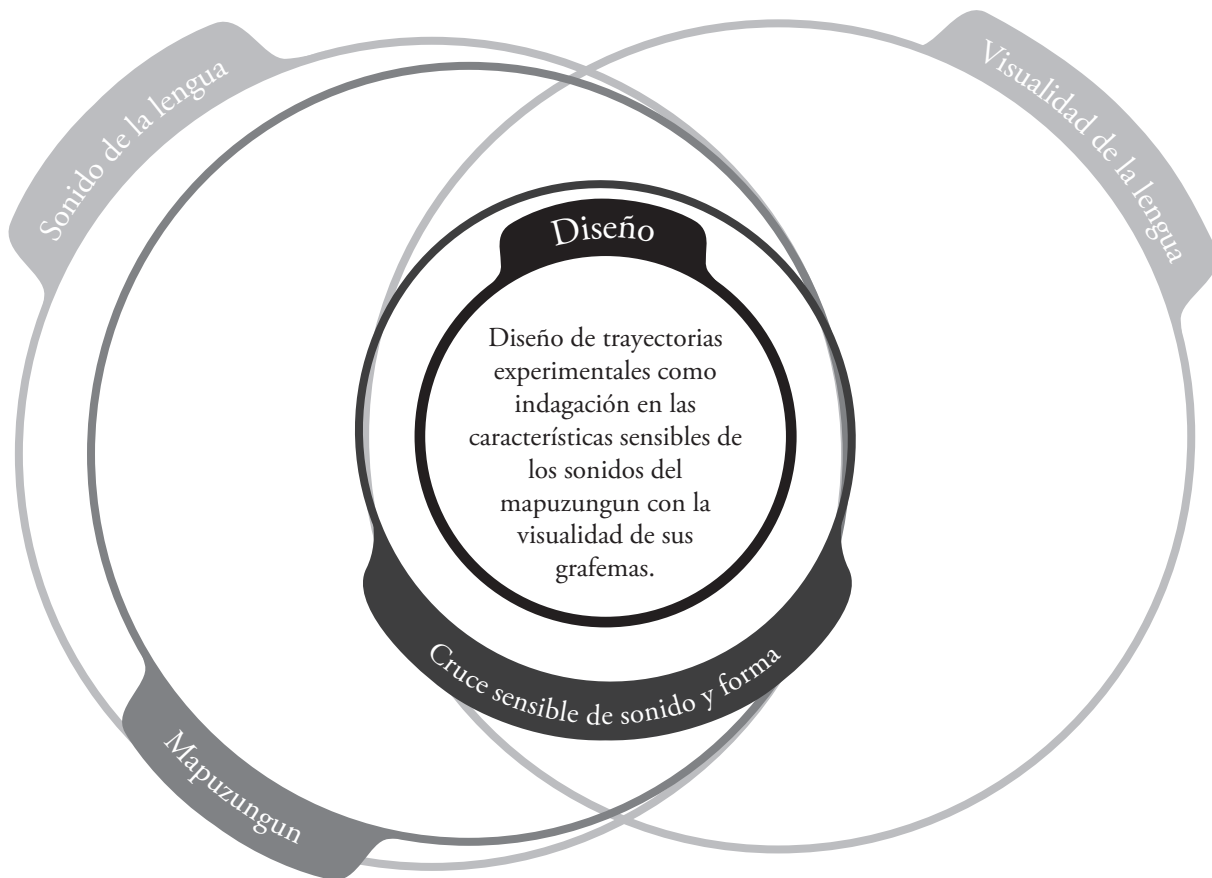 Sonido de la lengua
Visualidad de la lengua
Diseño
Diseño de trayectorias
experimentales como
indagación en las
características sensibles de
los sonidos del
mapuzungun con la
visualidad de sus
grafemas.
Cruce sensible de sonido y forma
Mapuzungun